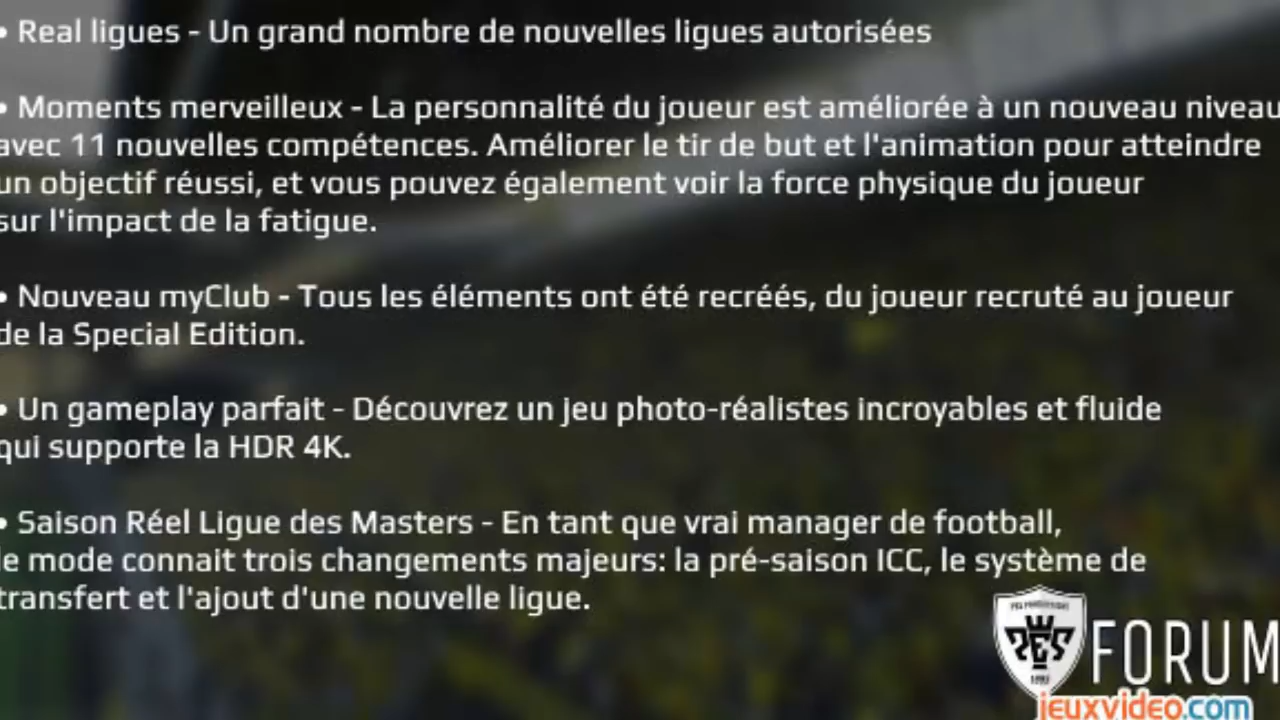 • Real ligues - Un grand nombre de nouvelles ligues autorisées
• Moments merveilleux - La personnalité du joueur est améliorée à un nouveau niveau
avec 11 nouvelles compétences. Améliorer le tir de but et l'animation pour atteindre
un objectif réussi, et vous pouvez également voir la force physique du joueur
sur l'impact de la fatigue.
• Nouveau myClub - Tous les éléments ont été recréés, du joueur recruté au joueur
de la Special Edition.
• Un gameplay parfait - Découvrez un jeu photo-réalistes incroyables et fluide
qui supporte la HDR 4K.
• Saison Réel Ligue des Masters - En tant que vrai manager de football,
le mode connait trois changements majeurs: la pré-saison ICC, le système de
transfert et l'ajout d'une nouvelle ligue.
PES
FORUM
jeuxvideo.com